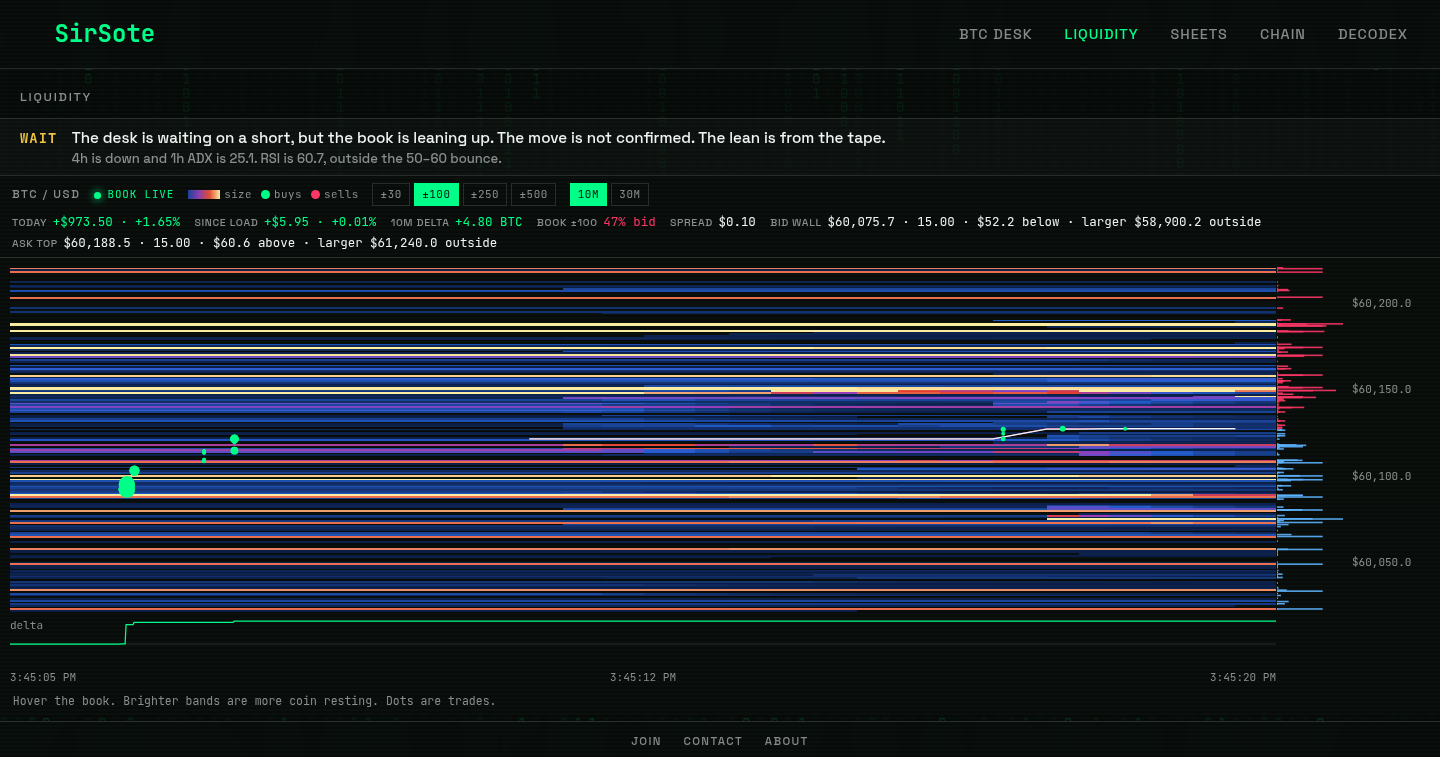 SirSote
BTC DESK LIQUIDITY SHEETS CHAIN DECODEX
LIQUIDITY
WAIT The desk is waiting on a short, but the book is leaning up. The move is not confirmed. The lean is from the tape.
4h is down and 1h ADX is 25.1. RSI is 60.7, outside the 50–60 bounce.
BTC / USD BOOK LIVE size buys sells ±30 ±100 ±250 ±500 10M 30M
TODAY +$973.50 · +1.65% SINCE LOAD +$5.95 · +0.01% 10M DELTA +4.80 BTC BOOK ±100 47% bid SPREAD $0.10 BID WALL $60,075.7 · 15.00 · $52.2 below · larger $58,900.2 outside
ASK TOP $60,188.5 · 15.00 · $60.6 above · larger $61,240.0 outside
$60,200.0
$60,150.0
$60,100.0
$60,050.0
delta
3:45:05 PM 3:45:12 PM 3:45:20 PM
Hover the book. Brighter bands are more coin resting. Dots are trades.
JOIN CONTACT ABOUT